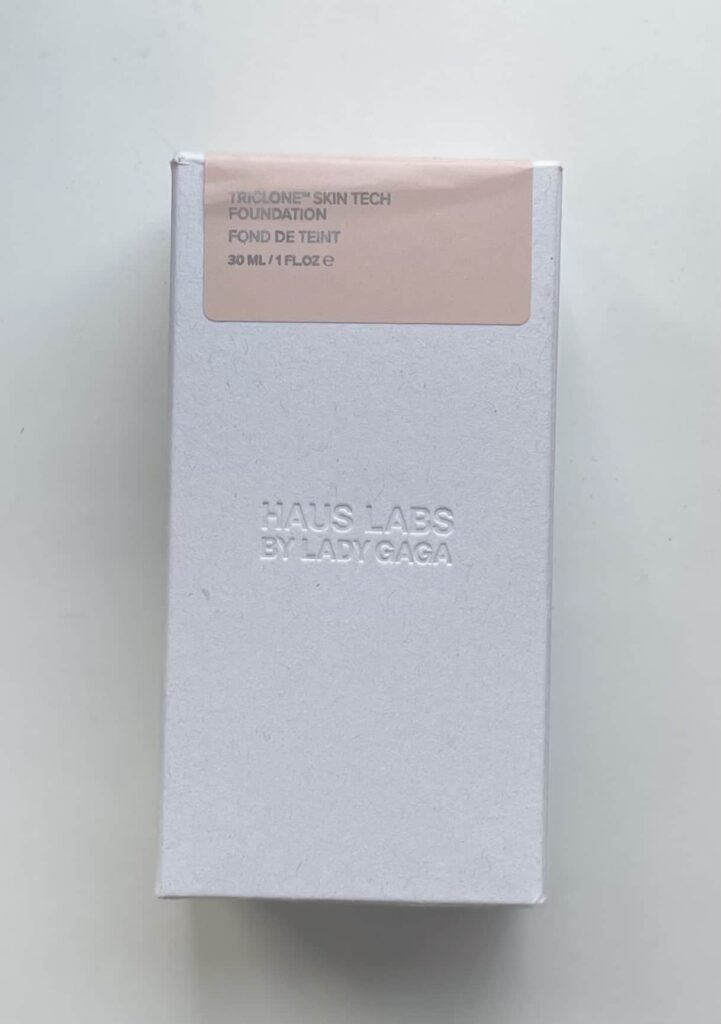 TRICLONE™ SKIN TECH
FOUNDATION
FOND DE TEINT
30 ML / 1 FL.OZ ℮
HAUS LABS
BY LADY GAGA